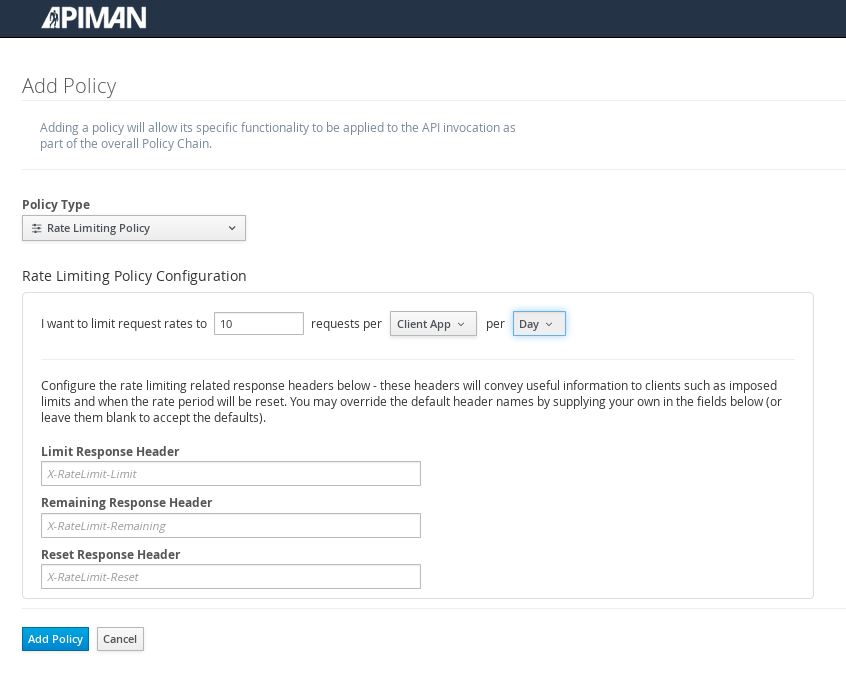 APIMAN
Add Policy
Adding a policy will allow its specific functionality to be applied to the API invocation as
part of the overall Policy Chain.
Policy Type
Rate Limiting Policy
Rate Limiting Policy Configuration
I want to limit request rates to 10 requests per Client App per Day
Configure the rate limiting related response headers below - these headers will convey useful information to clients such as imposed
limits and when the rate period will be reset. You may override the default header names by supplying your own in the fields below (or
leave them blank to accept the defaults).
Limit Response Header
X-RateLimit-Limit
Remaining Response Header
X-RateLimit-Remaining
Reset Response Header
X-RateLimit-Reset
Add Policy Cancel